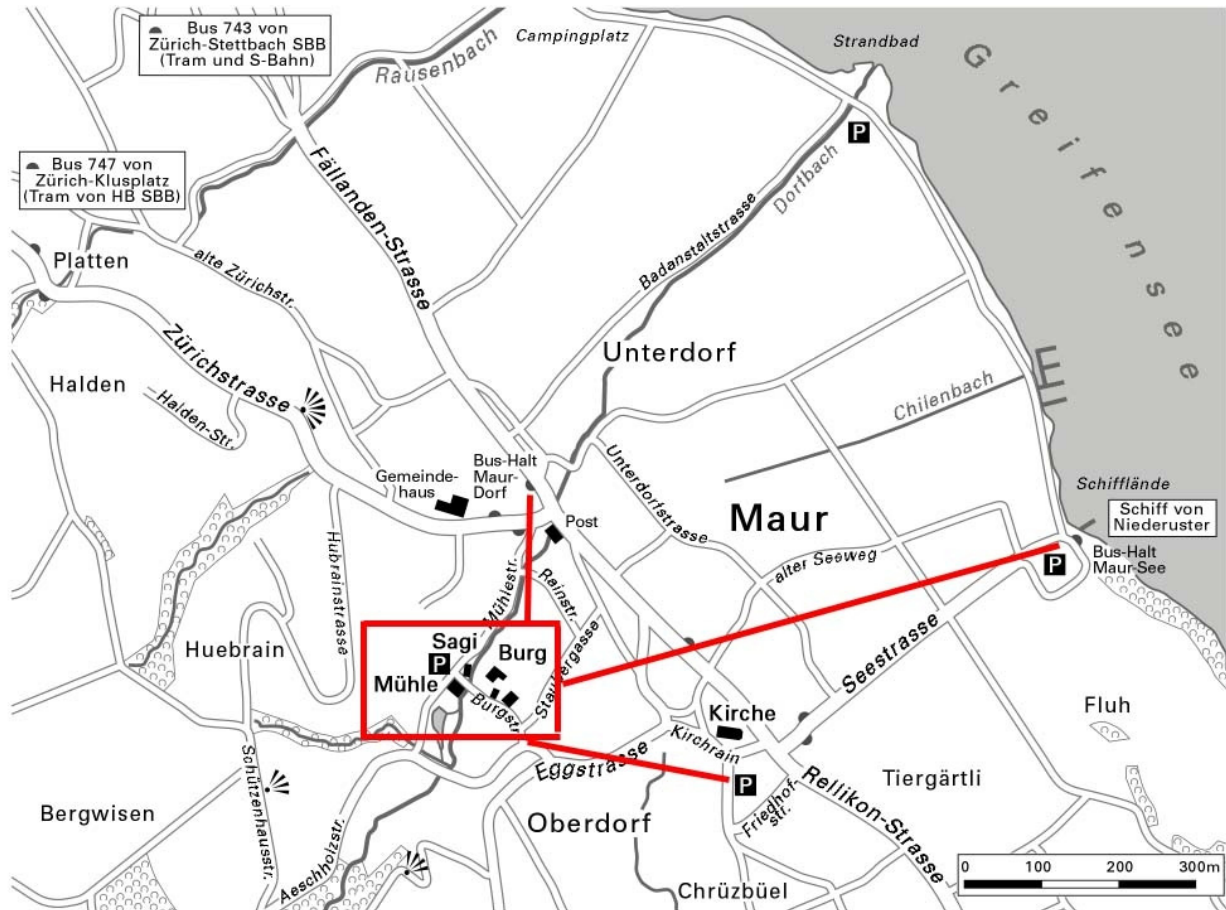 Bus 743 von
Zürich-Stettbach SBB
(Tram und S-Bahn)
Campingplatz
Strandbad
Rausenbach
Greifensee
P
Bus 747 von
Zürich-Klusplatz
(Tram von HB SBB)
Fällanden-Strasse
Dorfbach
Badanstaltstrasse
Platten
alte Zürichstr.
Zürichstrasse
Unterdorf
Halden
Halden-Str.
Chilenbach
Gemeinde-
haus
Bus-Halt
Maur-
Dorf
Unterdorfstrasse
Maur
Schifflände
Schiff von
Niederuster
Post
Hubrainstrasse
Mühlestr.
Reinstr.
alter Seeweg
P
Bus-Halt
Maur-See
Huebrain
Sagi
P
Burg
Mühle
Burgstr.
Staubergasse
Seestrasse
Kirche
Fluh
Kirchrain
Eggstrasse
P
Schützenhausstr.
Tiergärtli
Bergwisen
Oberdorf
Friedhof-
str.
Rellikon-Strasse
Aeschholzstr.
Chrüzbüel
0 100 200 300m